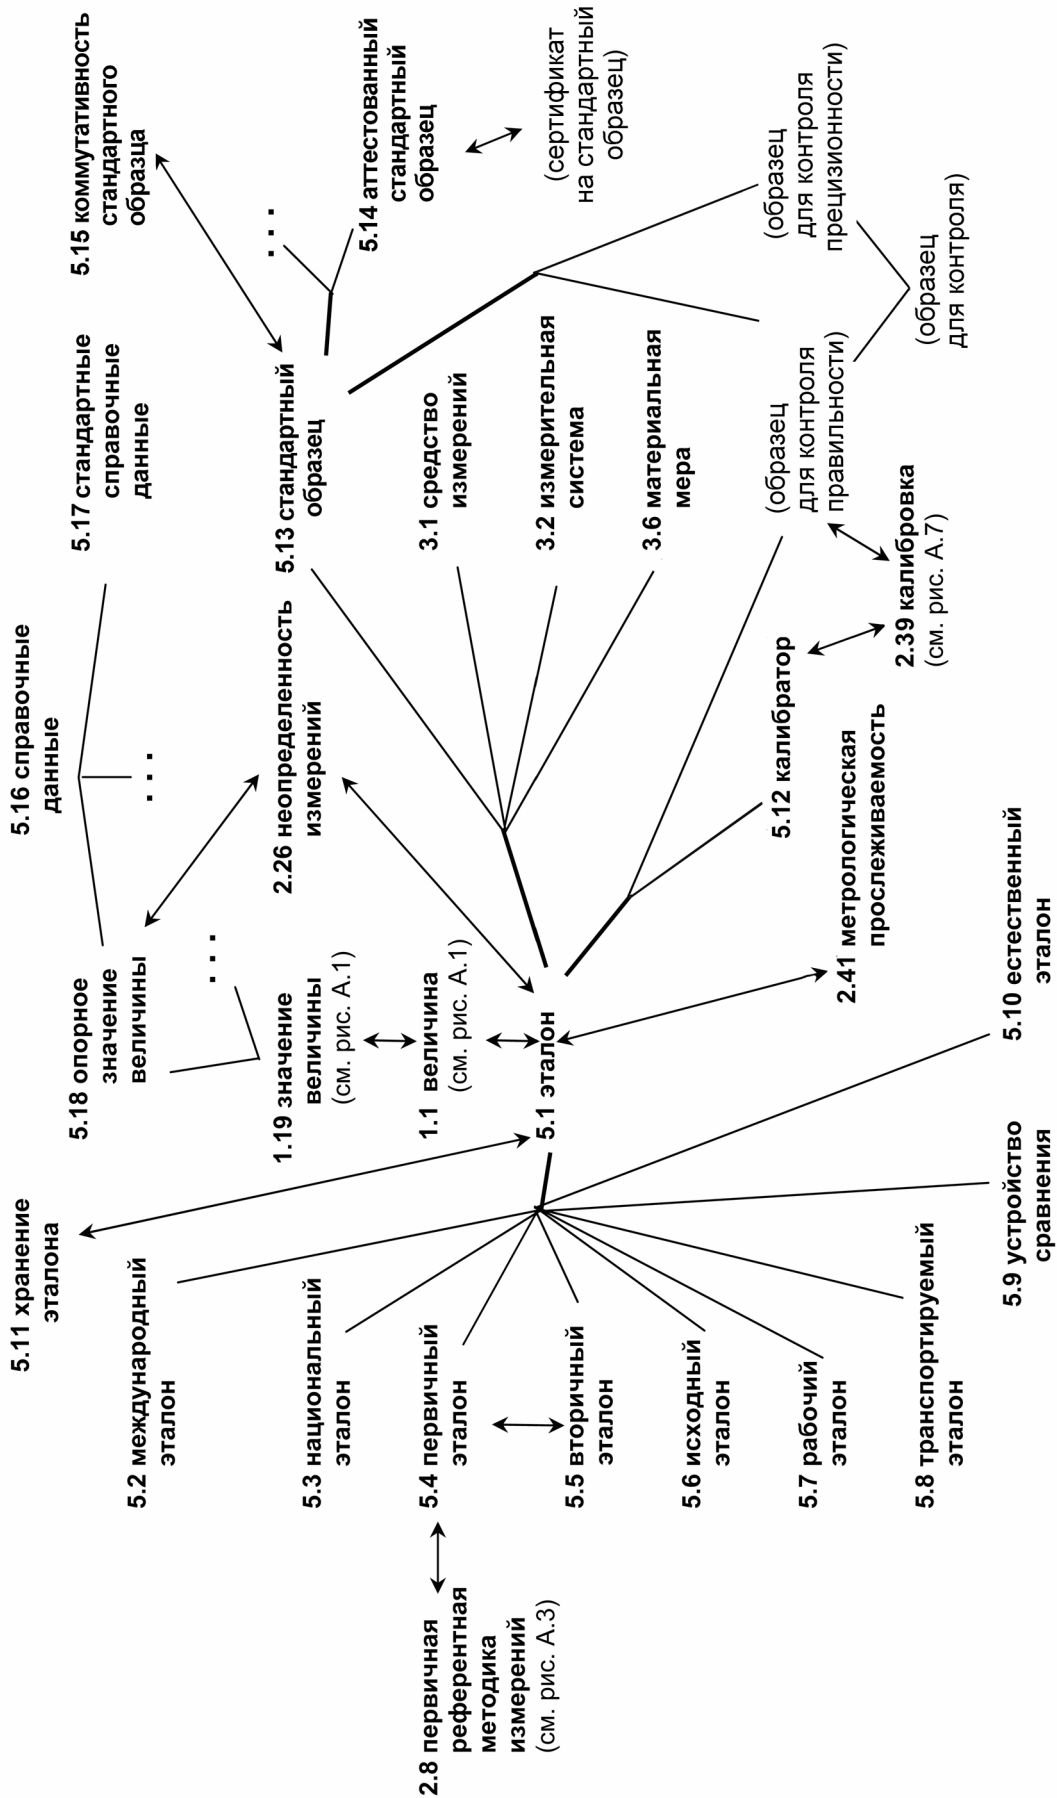 2.8 первичная
референтная
методика
измерений
(см. рис. А.3)
5.11 хранение
эталона
5.2 международный
эталон
5.3 национальный
эталон
5.4 первичный
эталон
5.5 вторичный
эталон
5.6 исходный
эталон
5.7 рабочий
эталон
5.8 транспортируемый
эталон
5.9 устройство
сравнения
5.10 естественный
эталон
5.18 опорное
значение
величины
. . .
1.19 значение
величины
(см. рис. А.1)
1.1 величина
(см. рис. А.1)
5.1 эталон
2.41 метрологическая
прослеживаемость
5.16 справочные
данные
. . .
2.26 неопределенность
измерений
5.12 калибратор
2.39 калибровка
(см. рис. А.7)
5.17 стандартные
справочные
данные
5.13 стандартный
образец
3.1 средство
измерений
3.2 измерительная
система
3.6 материальная
мера
(образец
для контроля
правильности)
(образец
для контроля)
5.15 коммутативность
стандартного
образца
. . .
5.14 аттестованный
стандартный
образец
(сертификат
на стандартный
образец)
(образец
для контроля
прецизионности)